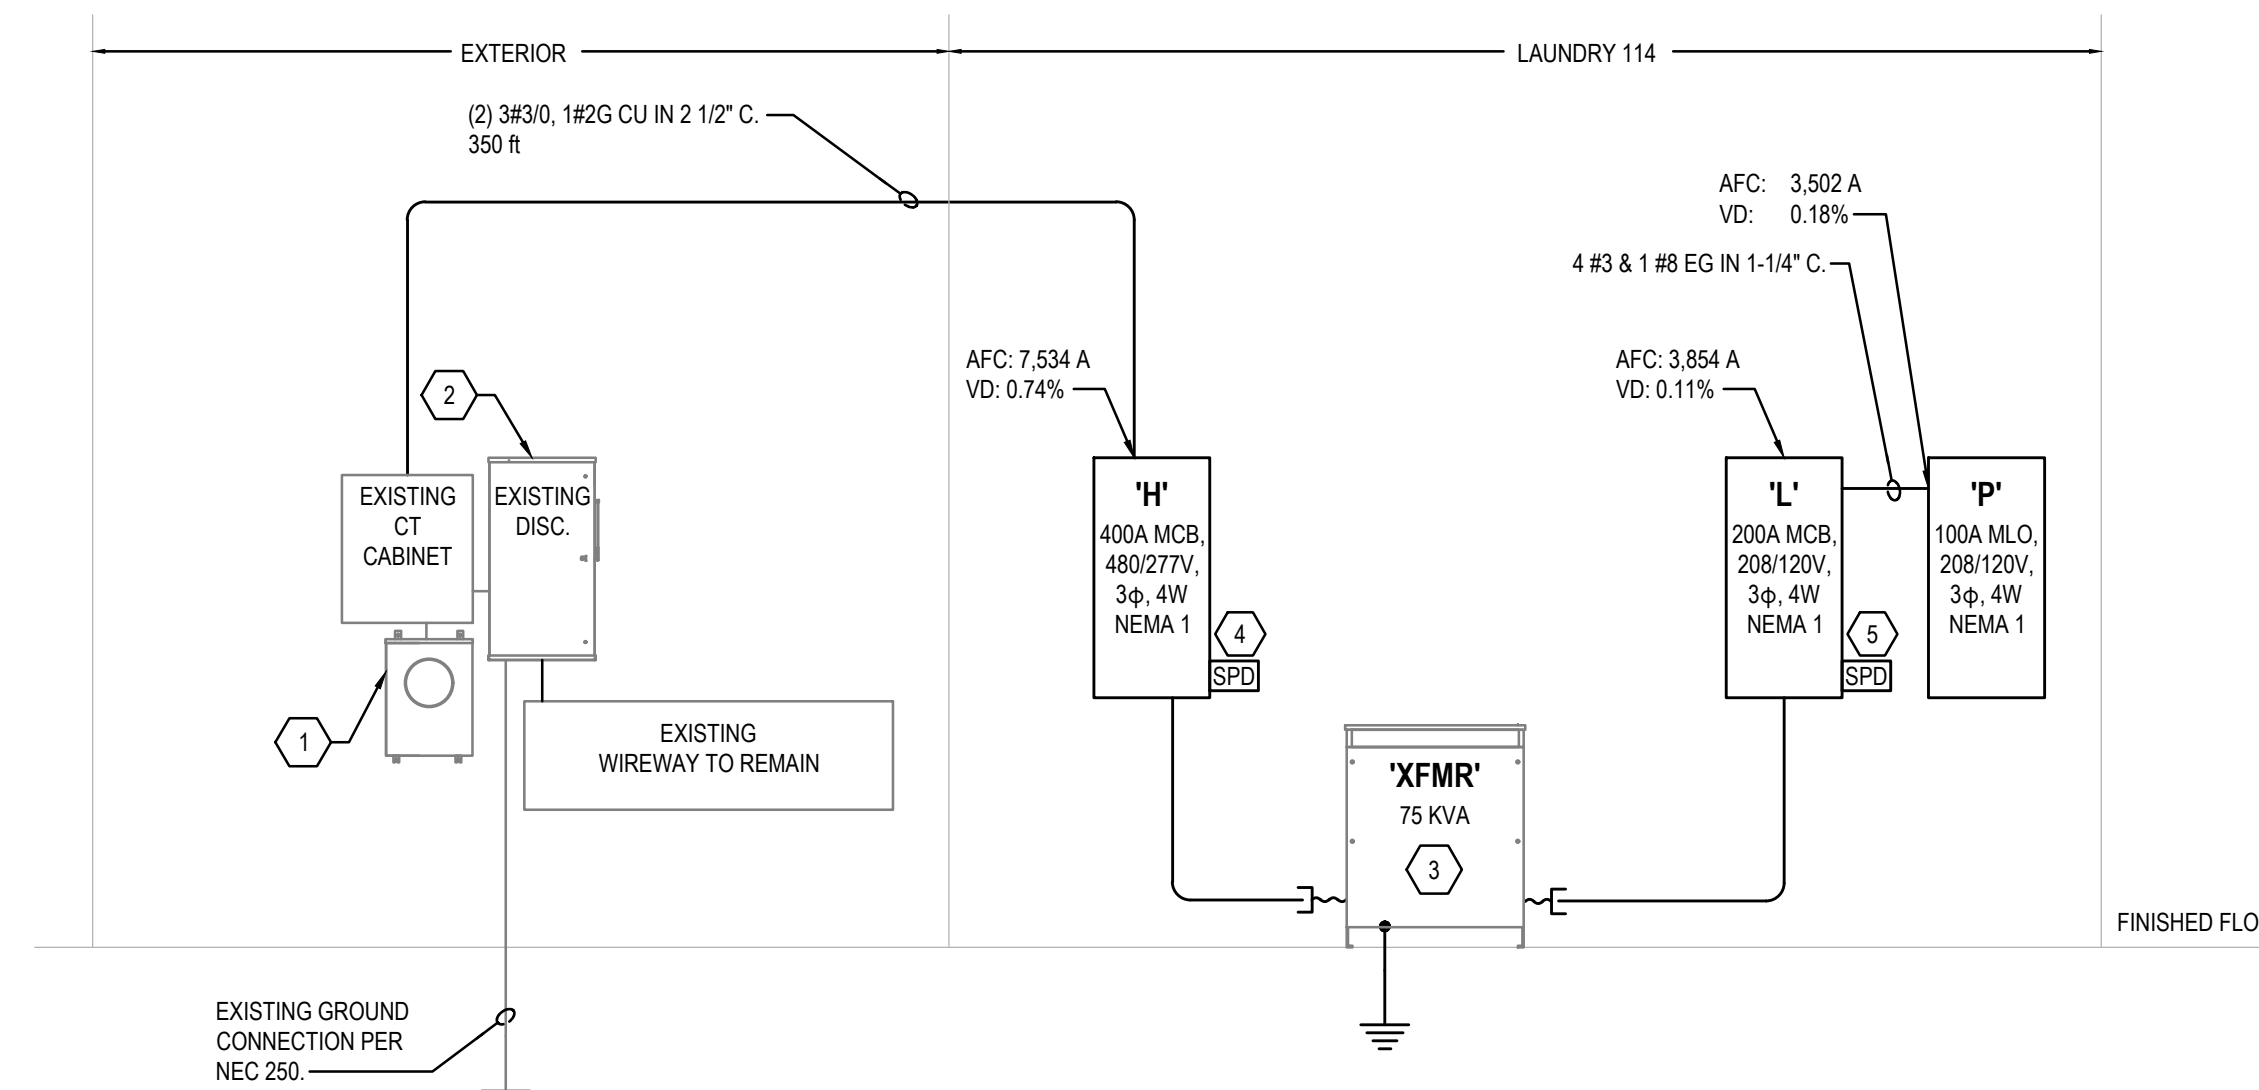 EXTERIOR
LAUNDRY 114
(2) 3#3/0, 1#2G CU IN 2 1/2" C.
350 ft
AFC: 3,502 A
VD: 0.18%
4 #3 & 1 #8 EG IN 1-1/4" C.
AFC: 7,534 A
VD: 0.74%
AFC: 3,854 A
VD: 0.11%
2
EXISTING
CT
CABINET
EXISTING
DISC.
'H'
400A MCB,
480/277V,
3ϕ, 4W
NEMA 1
4
SPD
'L'
200A MCB,
208/120V,
3ϕ, 4W
NEMA 1
5
SPD
'P'
100A MLO,
208/120V,
3ϕ, 4W
NEMA 1
1
EXISTING
WIREWAY TO REMAIN
'XFMR'
75 KVA
3
FINISHED FLO
EXISTING GROUND
CONNECTION PER
NEC 250.